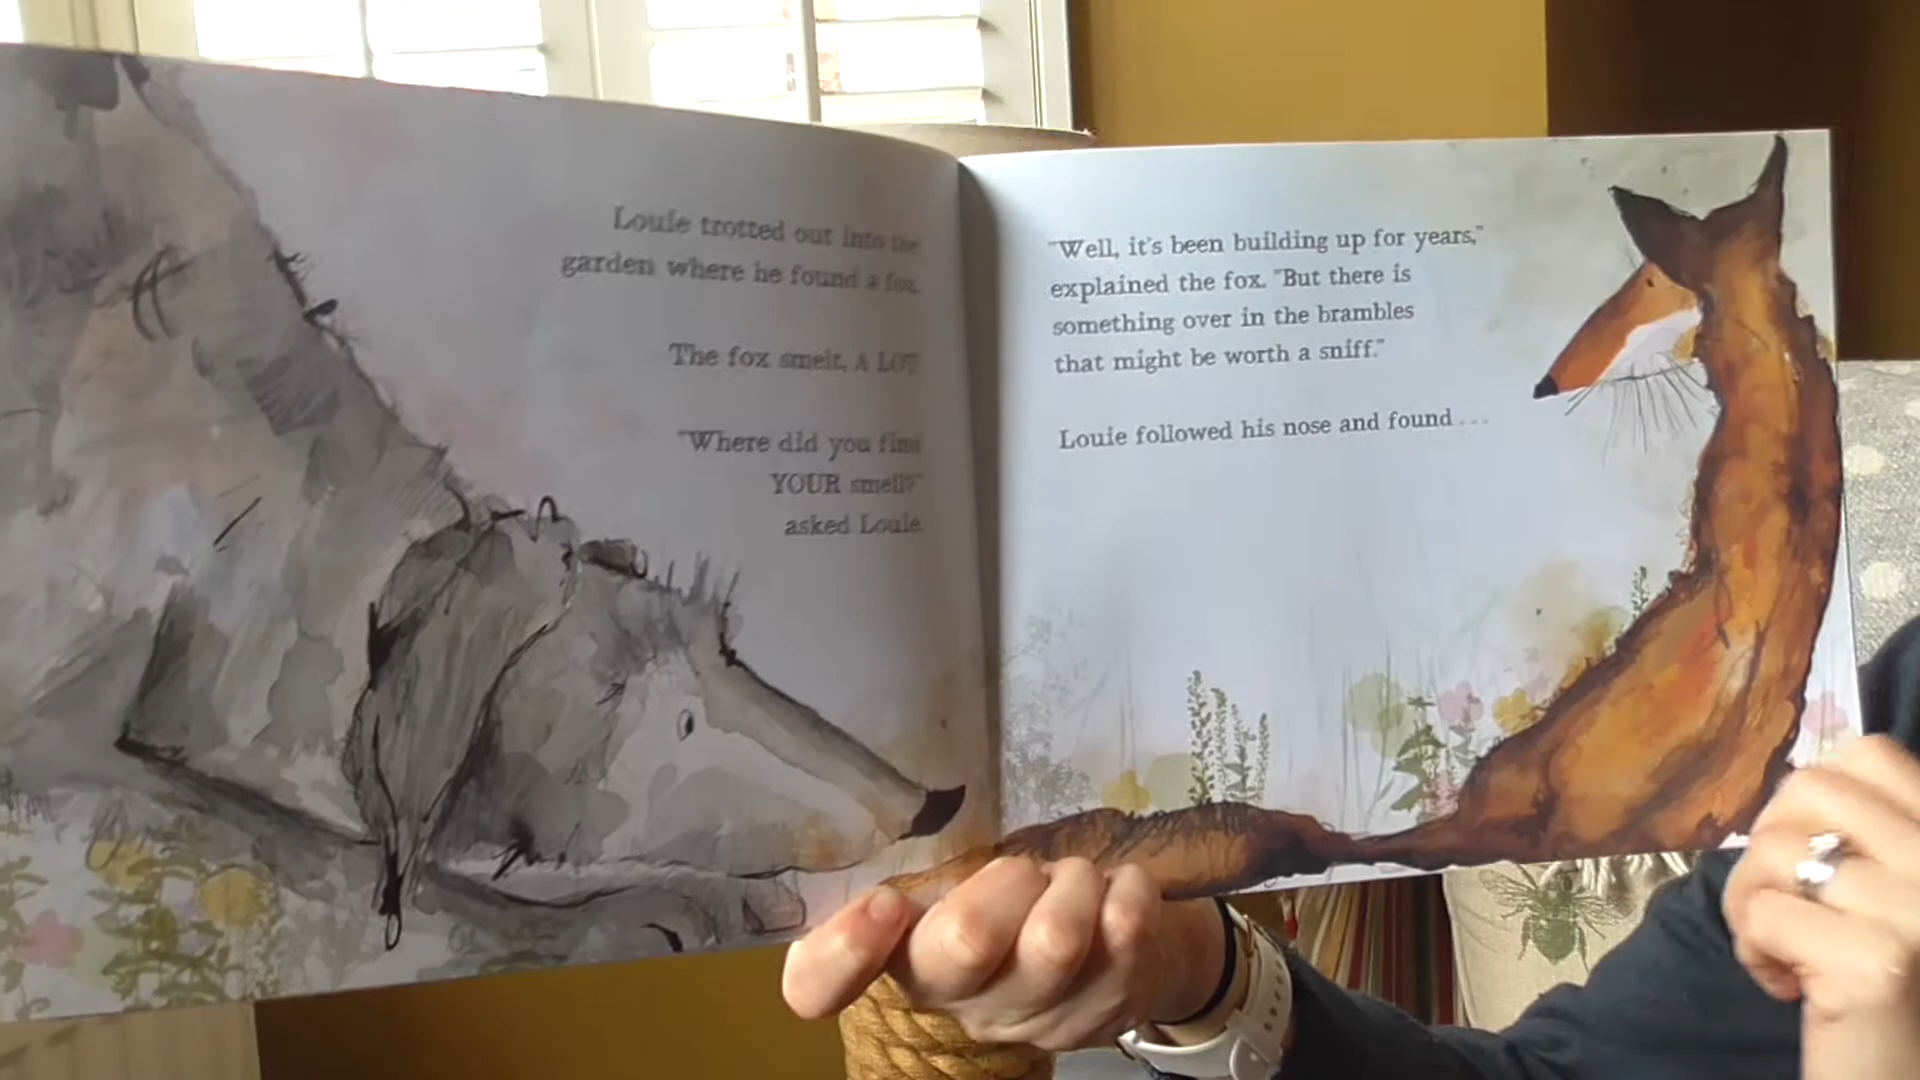 Louie trotted out into the
garden where he found a fox.
The fox smelt, A LOT
"Where did you find
YOUR smell?"
asked Louie
"Well, it's been building up for years,"
explained the fox. "But there is
something over in the brambles
that might be worth a sniff."
Louie followed his nose and found . . .